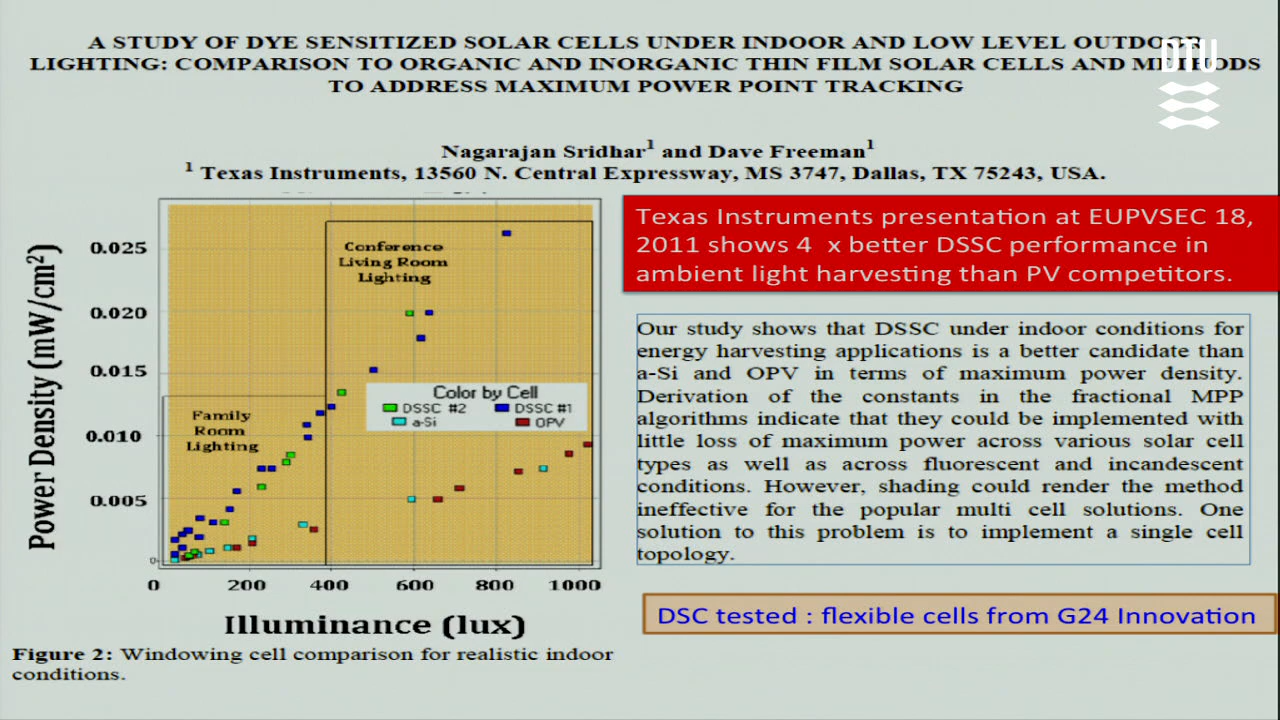 A STUDY OF DYE SENSITIZED SOLAR CELLS UNDER INDOOR AND LOW LEVEL OUTDOOR
LIGHTING: COMPARISON TO ORGANIC AND INORGANIC THIN FILM SOLAR CELLS AND METHODS
TO ADDRESS MAXIMUM POWER POINT TRACKING
DTU
Nagarajan Sridhar1 and Dave Freeman1
1 Texas Instruments, 13560 N. Central Expressway, MS 3747, Dallas, TX 75243, USA.
Power Density (mW/cm2)
0.025
0.020
0.015
0.010
0.005
0
Conference
Living Room
Lighting
Family
Room
Lighting
Color by Cell
DSSC #2 DSSC #1
a-Si OPV
0 200 400 600 800 1000
Illuminance (lux)
Figure 2: Windowing cell comparison for realistic indoor
conditions.
Texas Instruments presentation at EUPVSEC 18,
2011 shows 4 x better DSSC performance in
ambient light harvesting than PV competitors.
Our study shows that DSSC under indoor conditions for
energy harvesting applications is a better candidate than
a-Si and OPV in terms of maximum power density.
Derivation of the constants in the fractional MPP
algorithms indicate that they could be implemented with
little loss of maximum power across various solar cell
types as well as across fluorescent and incandescent
conditions. However, shading could render the method
ineffective for the popular multi cell solutions. One
solution to this problem is to implement a single cell
topology.
DSC tested : flexible cells from G24 Innovation